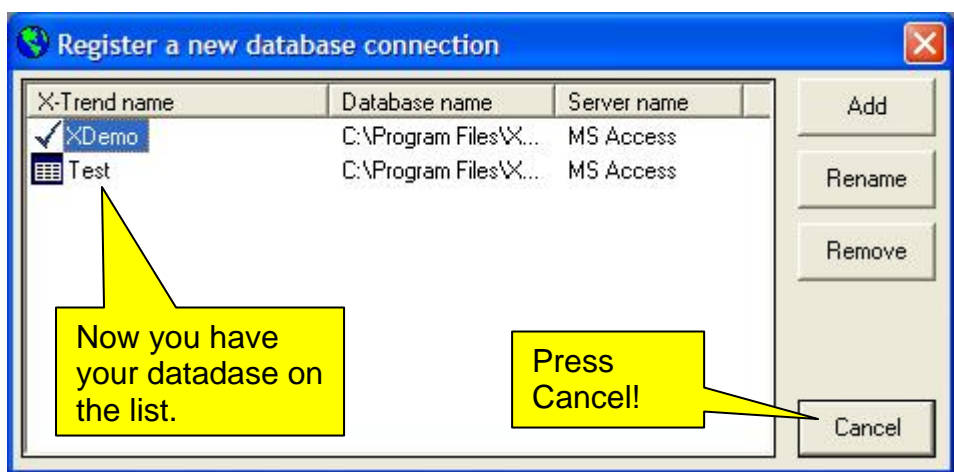 Register a new database connection
X-Trend name Database name Server name
XDemo C:\Program Files\X... MS Access
Test C:\Program Files\X... MS Access
Add
Rename
Remove
Now you have
your datadase on
the list.
Press
Cancel!
Cancel